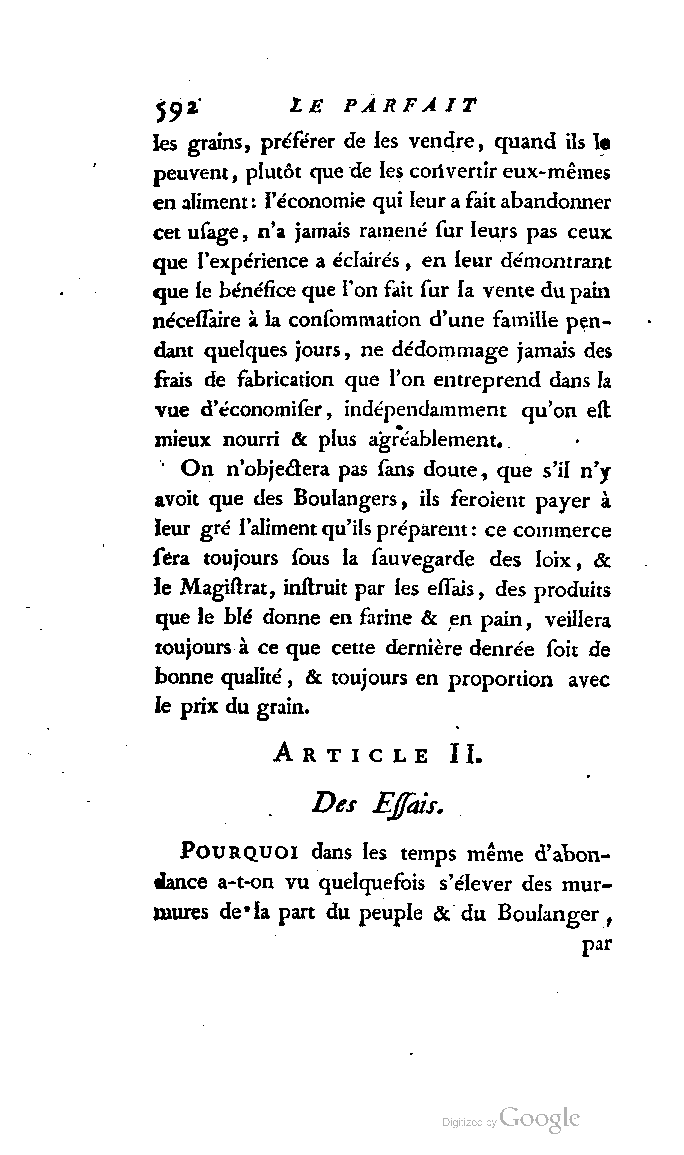 592 LE PARFAIT
les grains, préférer de les vendre, quand ils le
peuvent, plutôt que de les convertir eux-mêmes
en aliment: l'économie qui leur a fait abandonner
cet uſage, n'a jamais ramené ſur leurs pas ceux
que l'expérience a éclairés, en leur démontrant
que le bénéfice que l'on fait ſur la vente du pain
néceſſaire à la conſommation d'une famille pen-
dant quelques jours, ne dédommage jamais des
frais de fabrication que l'on entreprend dans la
vue d'économiſer, indépendamment qu'on eſt
mieux nourri & plus agréablement.
On n'objectera pas ſans doute, que s'il n'y
avoit que des Boulangers, ils feroient payer à
leur gré l'aliment qu'ils préparent: ce commerce
ſera toujours ſous la ſauvegarde des loix, &
le Magiſtrat, inſtruit par les eſſais, des produits
que le blé donne en farine & en pain, veillera
toujours à ce que cette dernière denrée ſoit de
bonne qualité, & toujours en proportion avec
le prix du grain.
ARTICLE II.
Des Eſſais.
POURQUOI dans les temps même d'abon-
dance a-t-on vu quelquefois s'élever des mur-
mures de la part du peuple & du Boulanger,
par
Digitized by Google